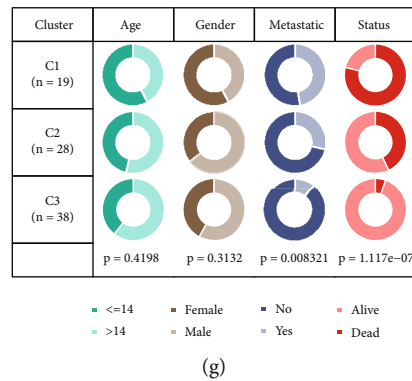 Cluster Age Gender Metastatic Status
C1
(n = 19)
C2
(n = 28)
C3
(n = 38)
p = 0.4198 p = 0.3132 p = 0.008321 p = 1.117e−07
<=14 Female No Alive
>14 Male Yes Dead
(g)